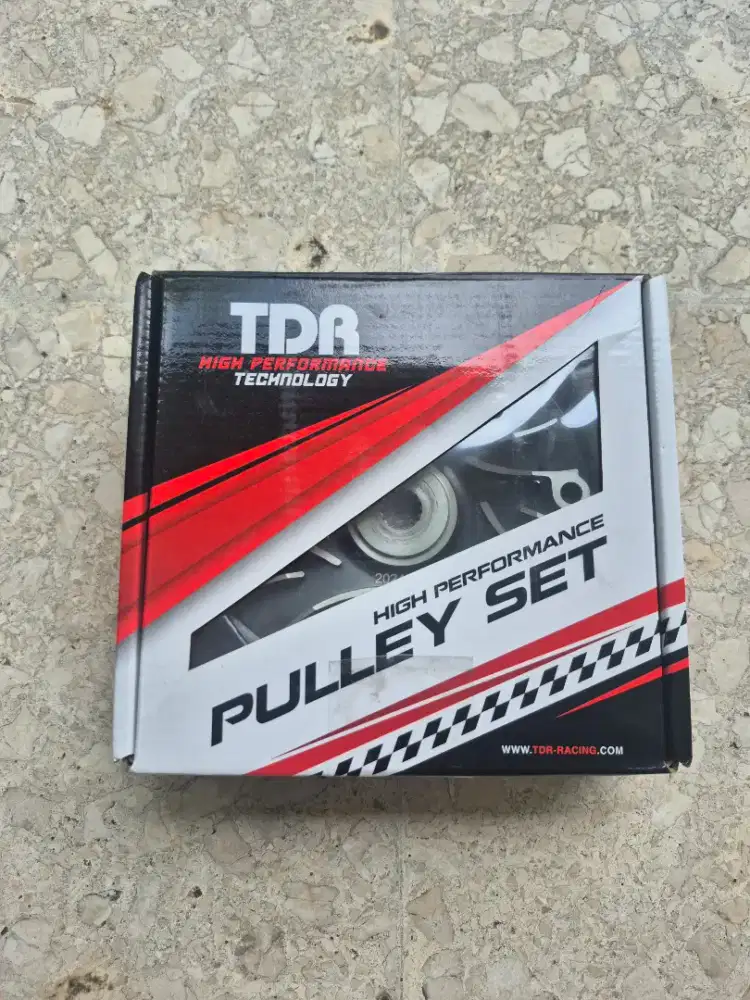 TDR
HIGH PERFORMANCE
TECHNOLOGY
HIGH PERFORMANCE
PULLEY SET
WWW.TDR-RACING.COM